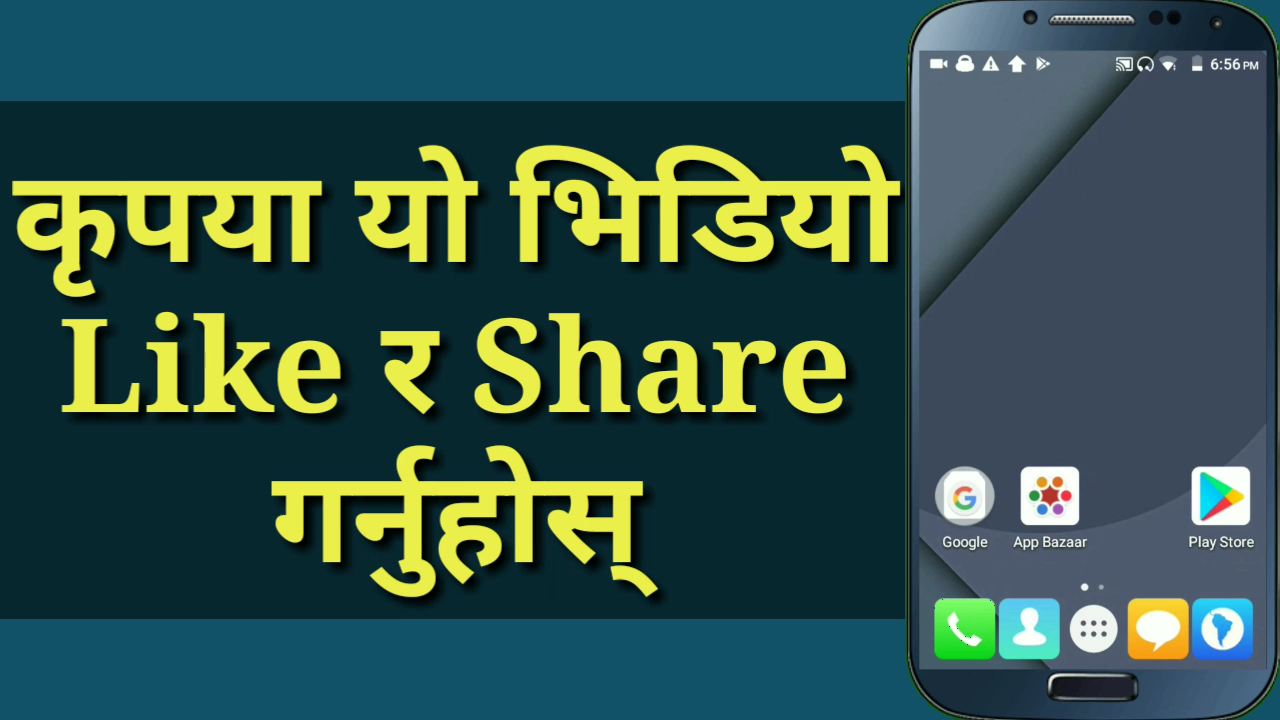 कृपया यो भिडियो
Like र Share
गर्नुहोस्
6:56 PM
Google
App Bazaar
Play Store